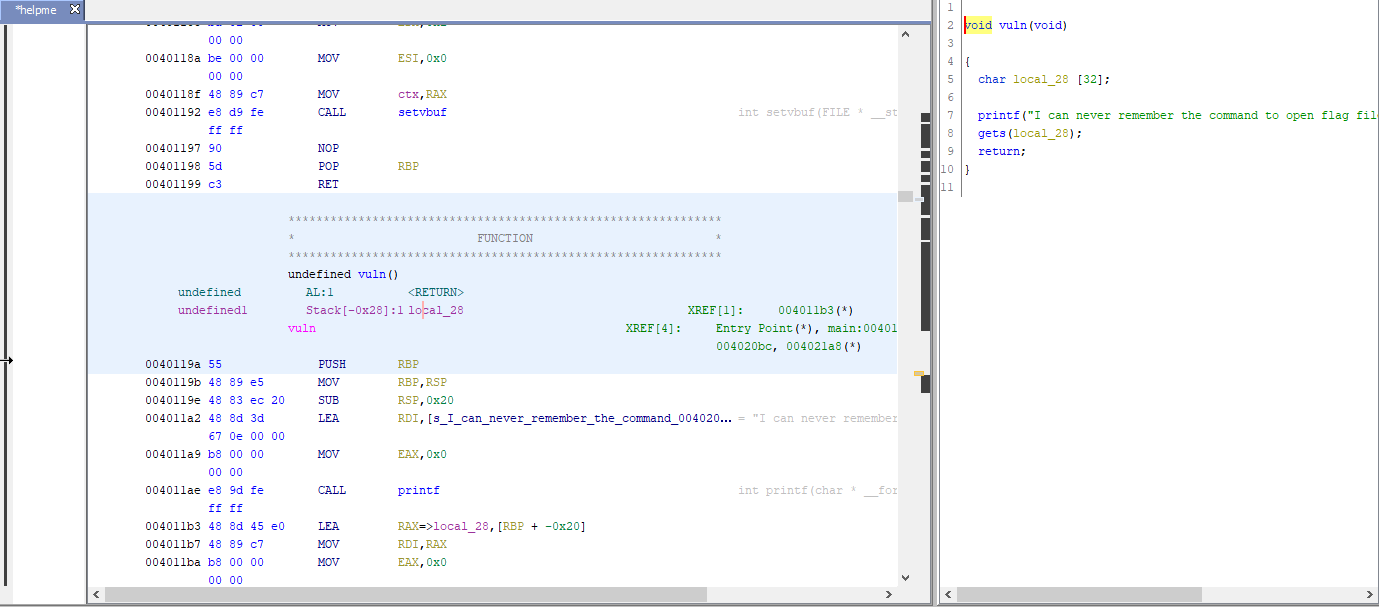 *helpme X
00 00
0040118a be 00 00 MOV ESI,0x0
00 00
0040118f 48 89 c7 MOV ctx,RAX
00401192 e8 d9 fe CALL setvbuf int setvbuf(FILE * __st
ff ff
00401197 90 NOP
00401198 5d POP RBP
00401199 c3 RET
**************************************************************
* FUNCTION *
**************************************************************
undefined vuln()
undefined AL:1 <RETURN>
undefined1 Stack[-0x28]:1 local_28 XREF[1]: 004011b3(*)
vuln XREF[4]: Entry Point(*), main:00401
004020bc, 004021a8(*)
0040119a 55 PUSH RBP
0040119b 48 89 e5 MOV RBP,RSP
0040119e 48 83 ec 20 SUB RSP,0x20
004011a2 48 8d 3d LEA RDI,[s_I_can_never_remember_the_command_004020... = "I can never remember
67 0e 00 00
004011a9 b8 00 00 MOV EAX,0x0
00 00
004011ae e8 9d fe CALL printf int printf(char * __for
ff ff
004011b3 48 8d 45 e0 LEA RAX=>local_28,[RBP + -0x20]
004011b7 48 89 c7 MOV RDI,RAX
004011ba b8 00 00 MOV EAX,0x0
00 00
1
2 void vuln(void)
3
4 {
5 char local_28 [32];
6
7 printf("I can never remember the command to open flag fil
8 gets(local_28);
9 return;
10 }
11